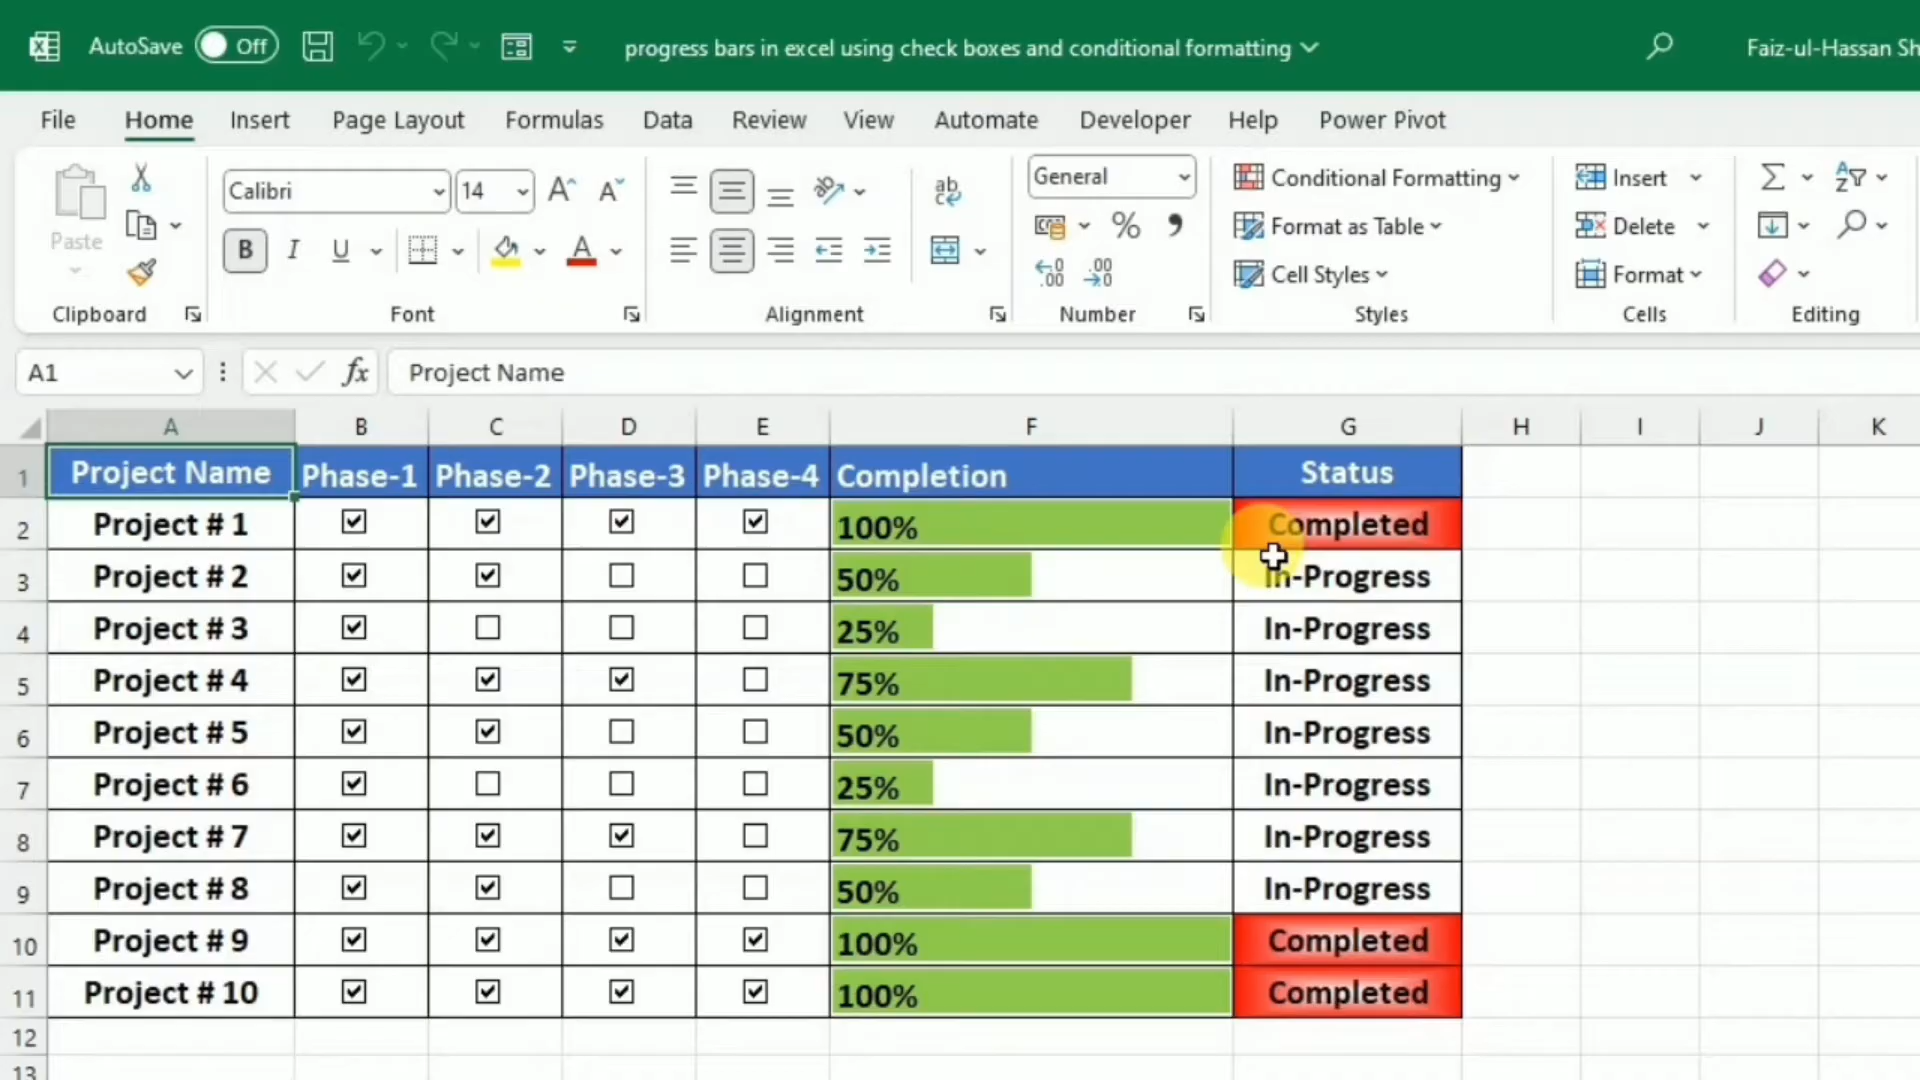 AutoSave Off progress bars in excel using check boxes and conditional formatting Faiz-ul-Hassan
File Home Insert Page Layout Formulas Data Review View Automate Developer Help Power Pivot
Paste
Clipboard
Calibri 14
B I U A
Font
ab
Alignment
General
% ,
Number
Conditional Formatting
Format as Table
Cell Styles
Styles
Insert
Delete
Format
Cells
Editing
A1 fx Project Name
A B C D E F G H I J K
1 Project Name Phase-1 Phase-2 Phase-3 Phase-4 Completion Status
2 Project # 1 100% Completed
3 Project # 2 50% In-Progress
4 Project # 3 25% In-Progress
5 Project # 4 75% In-Progress
6 Project # 5 50% In-Progress
7 Project # 6 25% In-Progress
8 Project # 7 75% In-Progress
9 Project # 8 50% In-Progress
10 Project # 9 100% Completed
11 Project # 10 100% Completed
12
13